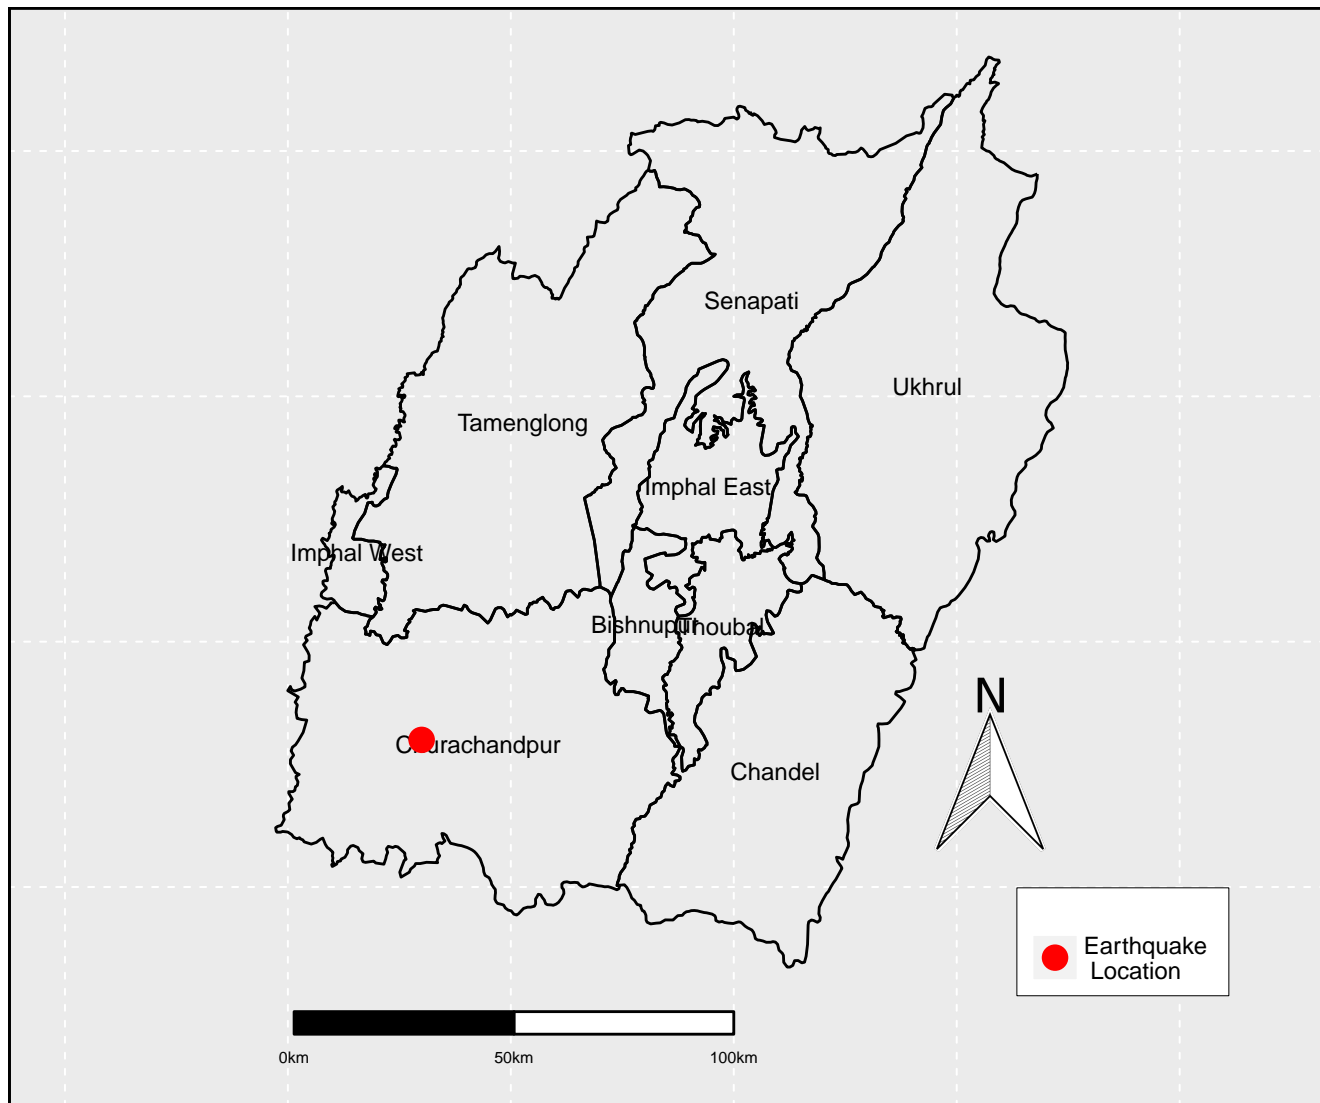 Senapati
Ukhrul
Tamenglong
Imphal East
Imphal West
Bishnupur
Thoubal
N
Churachandpur
Chandel
Earthquake
Location
0km
50km
100km